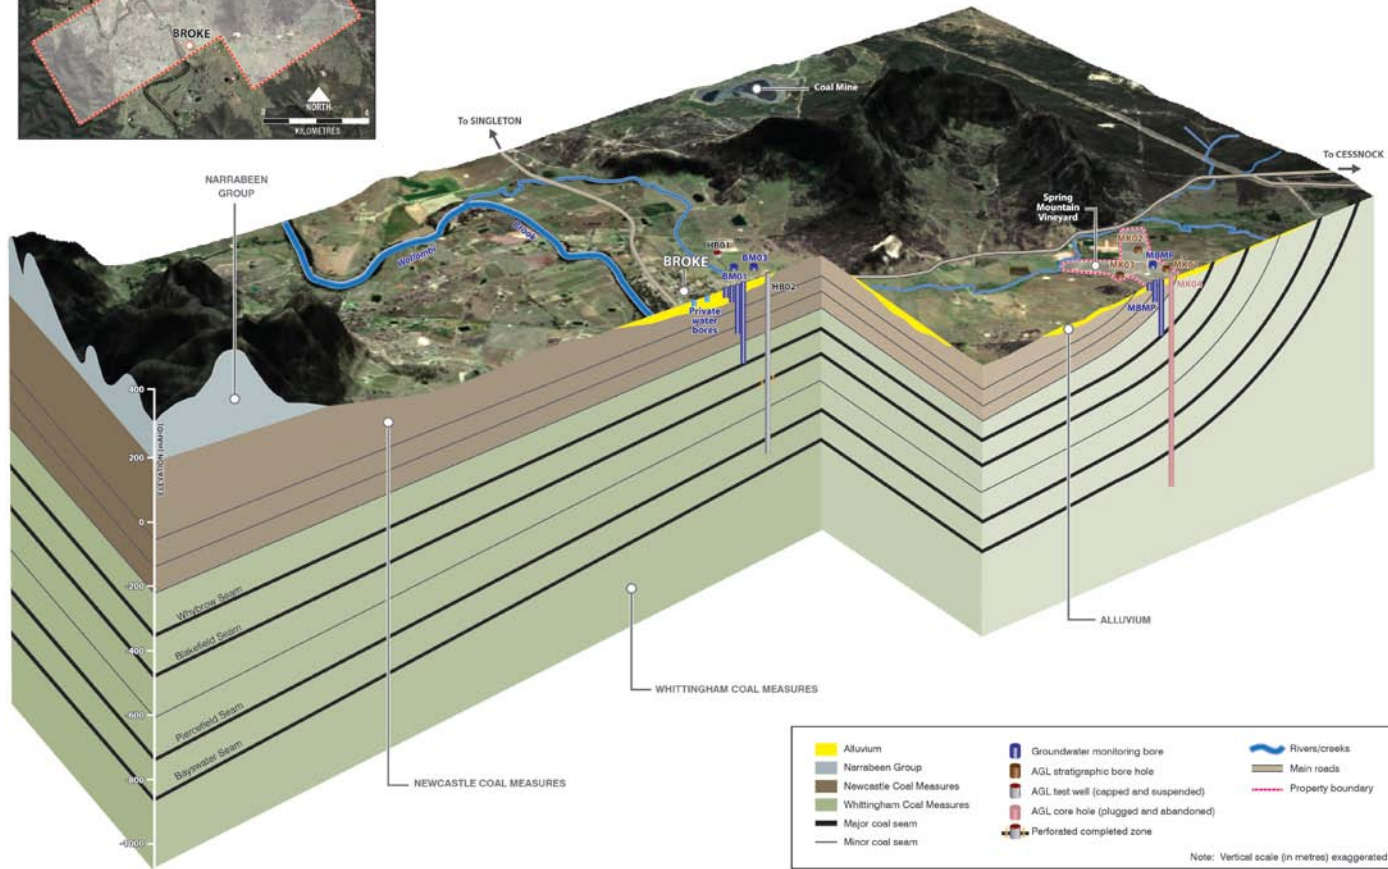 BROKE
NORTH
KILOMETRES
To SINGLETON
Coal Mine
To CESSNOCK
NARRABEEN
GROUP
Spring
Mountain
Vineyard
Wollombi
Brook
BROKE
HB01
BM03
BM01
HB02
Private
water
bores
MK02
MBMP
MK03
MBMP
MK04
400
200
0
-200
-400
-600
-800
-1000
ELEVATION (mAHD)
Whybrow Seam
Blakefield Seam
Piercefield Seam
Bayswater Seam
ALLUVIUM
WHITTINGHAM COAL MEASURES
NEWCASTLE COAL MEASURES
Alluvium
Narrabeen Group
Newcastle Coal Measures
Whittingham Coal Measures
Major coal seam
Minor coal seam
Groundwater monitoring bore
AGL stratigraphic bore hole
AGL test well (capped and suspended)
AGL core hole (plugged and abandoned)
Perforated completed zone
Rivers/creeks
Main roads
Property boundary
Note: Vertical scale (in metres) exaggerated